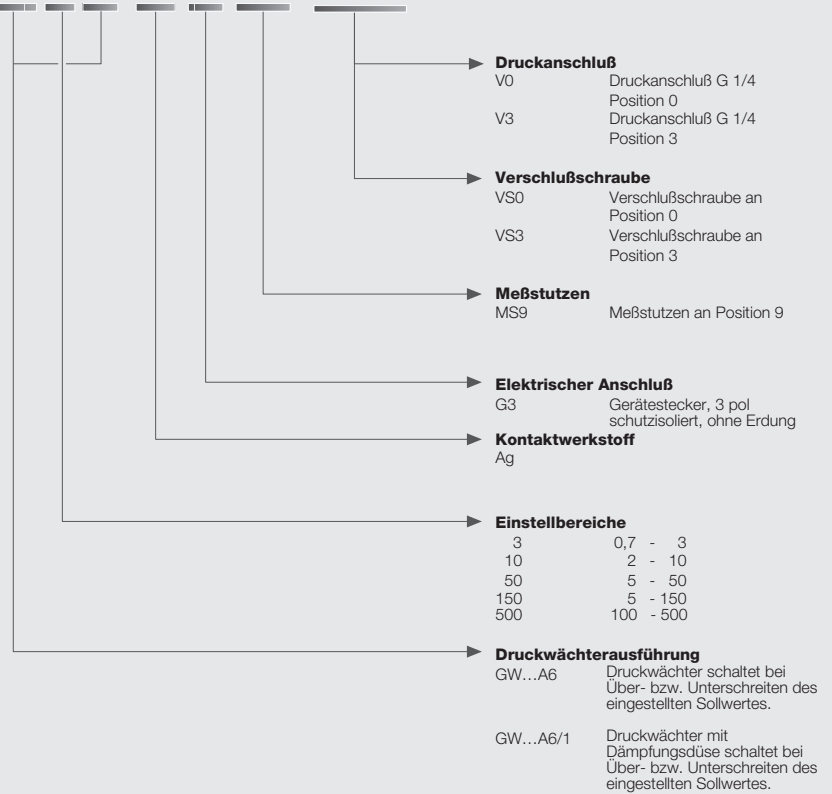 Druckanschluß
V0 Druckanschluß G 1/4
Position 0
V3 Druckanschluß G 1/4
Position 3
Verschlußschraube
VS0 Verschlußschraube an
Position 0
VS3 Verschlußschraube an
Position 3
Meßstutzen
MS9 Meßstutzen an Position 9
Elektrischer Anschluß
G3 Gerätestecker, 3 pol
schutzisoliert, ohne Erdung
Kontaktwerkstoff
Ag
Einstellbereiche
3 0,7 - 3
10 2 - 10
50 5 - 50
150 5 - 150
500 100 - 500
Druckwächterausführung
GW...A6 Druckwächter schaltet bei
Über- bzw. Unterschreiten des
eingestellten Sollwertes.
GW...A6/1 Druckwächter mit
Dämpfungsdüse schaltet bei
Über- bzw. Unterschreiten des
eingestellten Sollwertes.